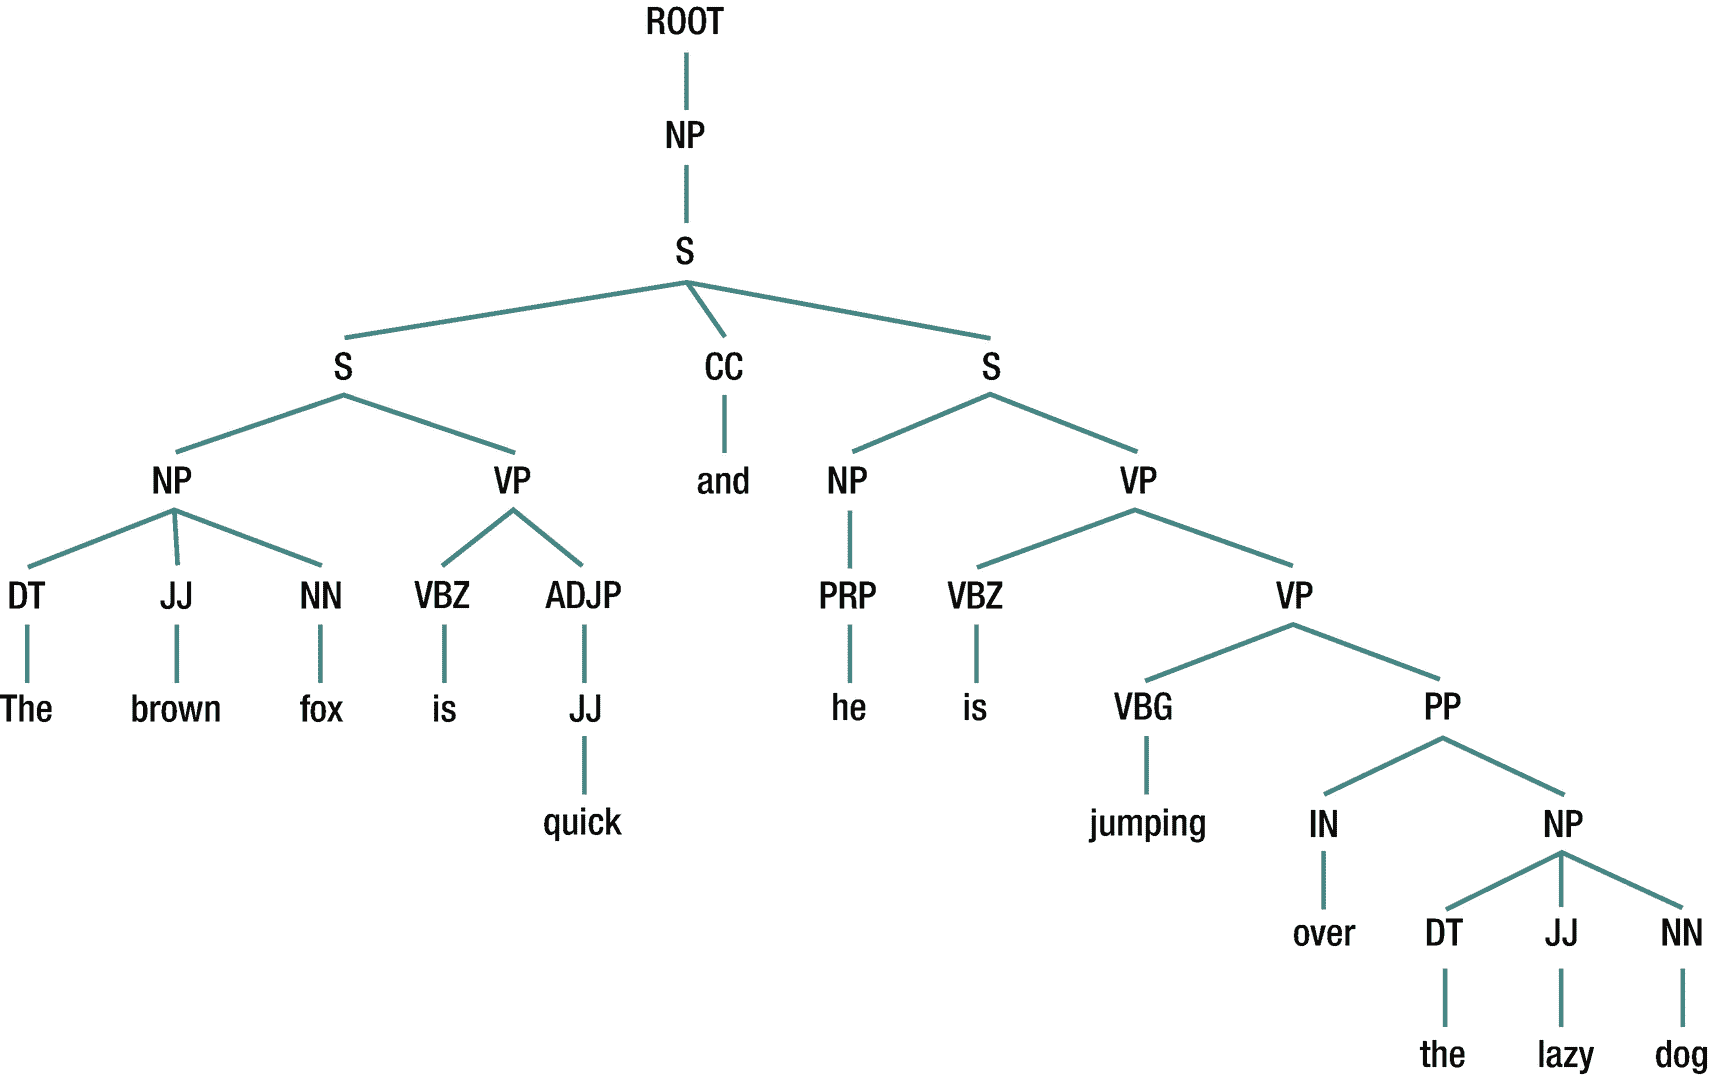 ROOT
NP
S
S CC S
NP VP and NP VP
DT JJ NN VBZ ADJP PRP VBZ VP
The brown fox is JJ he is VBG PP
quick jumping IN NP
over DT JJ NN
the lazy dog